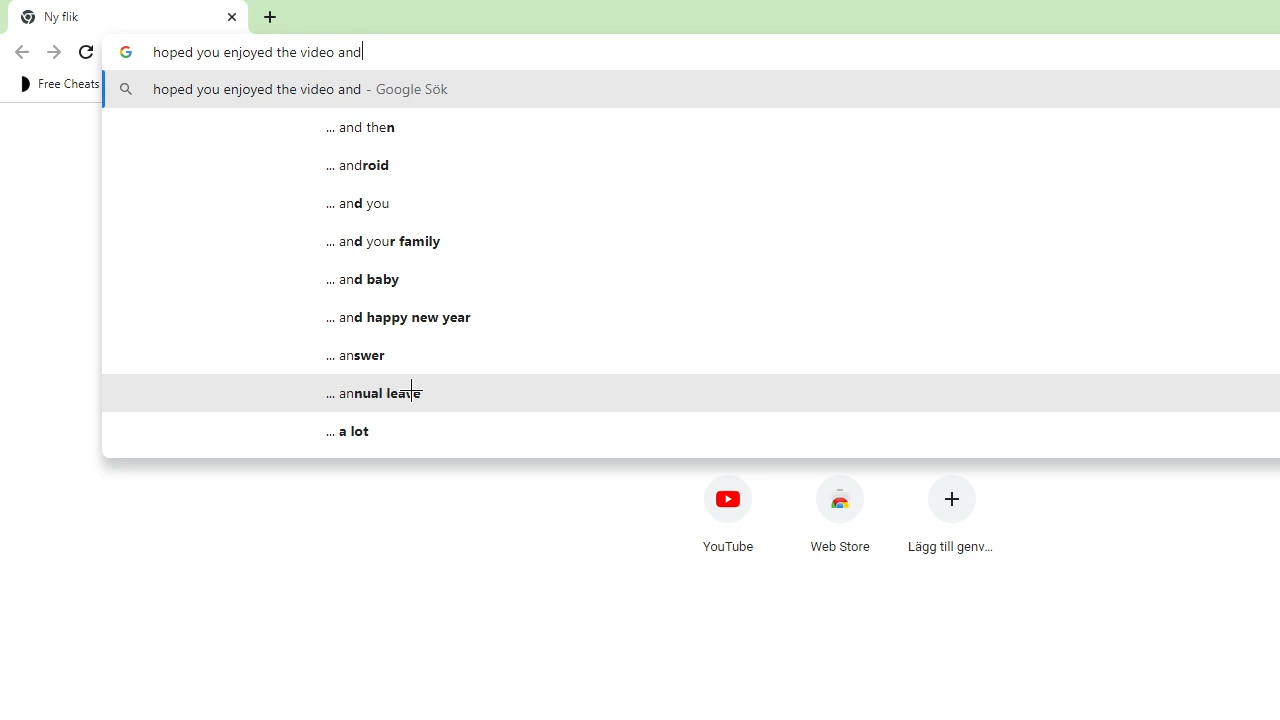 Ny flik
hoped you enjoyed the video and
Free Cheats
hoped you enjoyed the video and - Google Sök
... and then
... android
... and you
... and your family
... and baby
... and happy new year
... answer
... annual leave
... a lot
YouTube
Web Store
Lägg till genv...